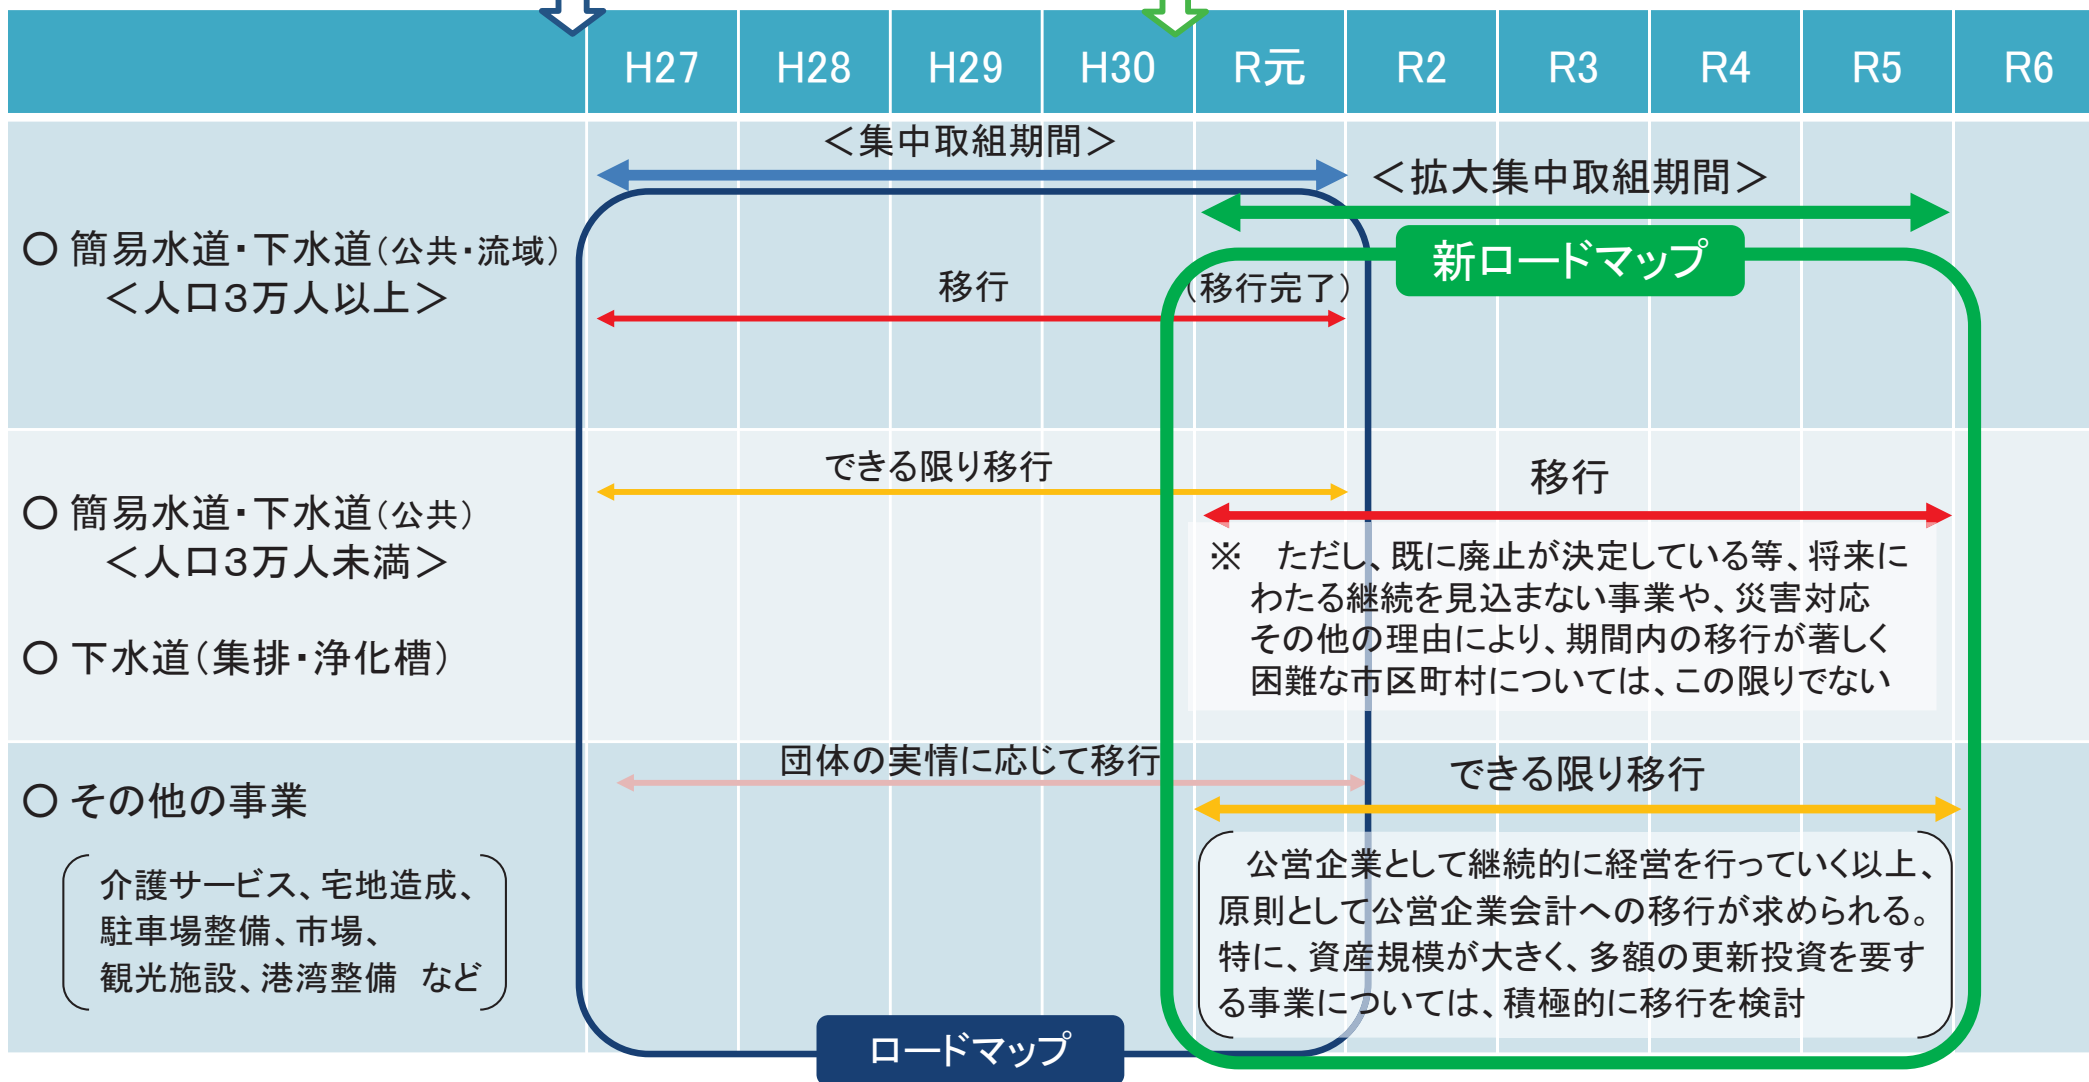 H27 H28 H29 H30 R元 R2 R3 R4 R5 R6
＜集中取組期間＞
＜拡大集中取組期間＞
新ロードマップ
○ 簡易水道・下水道（公共・流域）
＜人口３万人以上＞
移行
（移行完了）
○ 簡易水道・下水道（公共）
＜人口３万人未満＞
○ 下水道（集排・浄化槽）
できる限り移行
移行
※　ただし、既に廃止が決定している等、将来に
わたる継続を見込まない事業や、災害対応
その他の理由により、期間内の移行が著しく
困難な市区町村については、この限りでない
○ その他の事業
介護サービス、宅地造成、
駐車場整備、市場、
観光施設、港湾整備　など
団体の実情に応じて移行
できる限り移行
公営企業として継続的に経営を行っていく以上、
原則として公営企業会計への移行が求められる。
特に、資産規模が大きく、多額の更新投資を要す
る事業については、積極的に移行を検討
ロードマップ